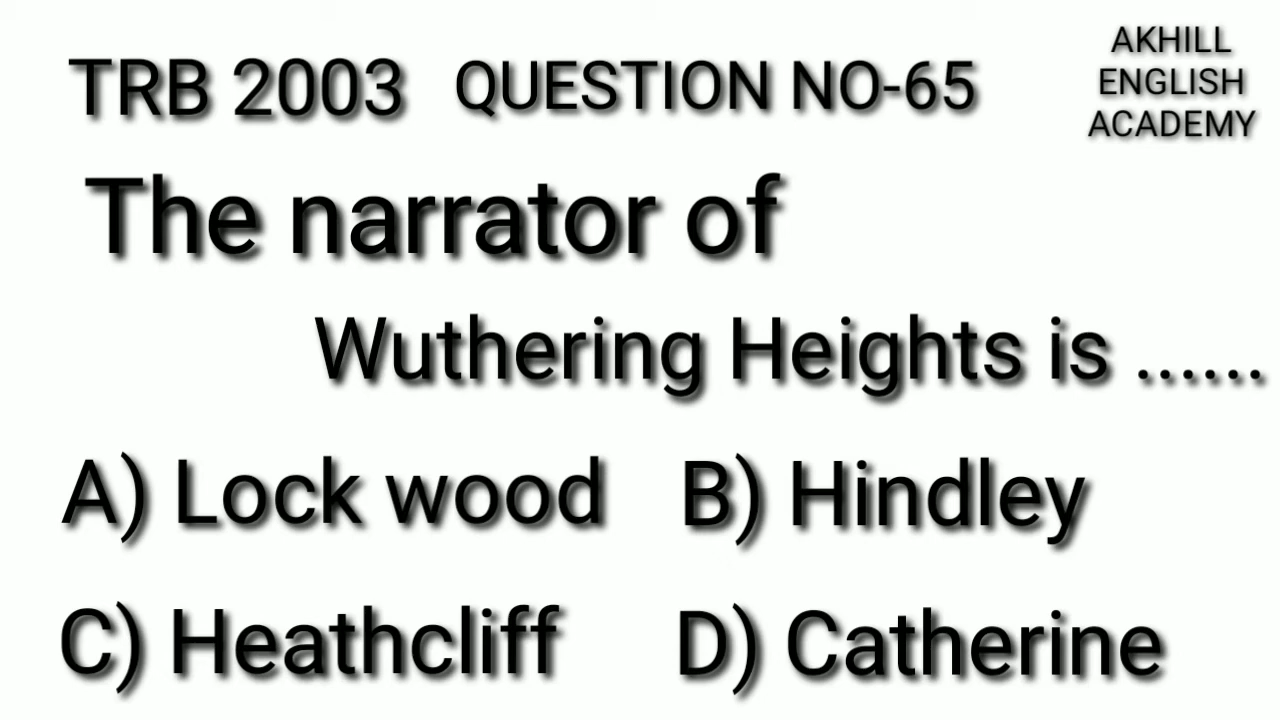 TRB 2003 QUESTION NO-65
AKHILL
ENGLISH
ACADEMY
The narrator of
Wuthering Heights is ......
A) Lock wood B) Hindley
C) Heathcliff D) Catherine